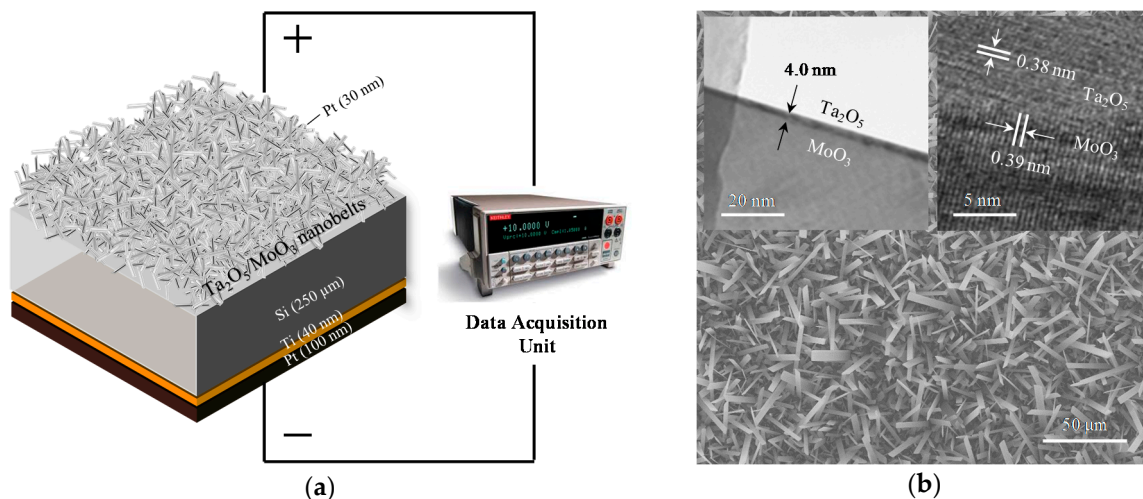 +
Pt (30 nm)
Ta₂O₅/MoO₃ nanobelts
Si (250 μm)
Ti (40 nm)
Pt (100 nm)
KEITHLEY
+10.0000 V
Data Acquisition
Unit
−
(a)
4.0 nm
Ta₂O₅
MoO₃
20 nm
0.38 nm
Ta₂O₅
MoO₃
0.39 nm
5 nm
50 μm
(b)